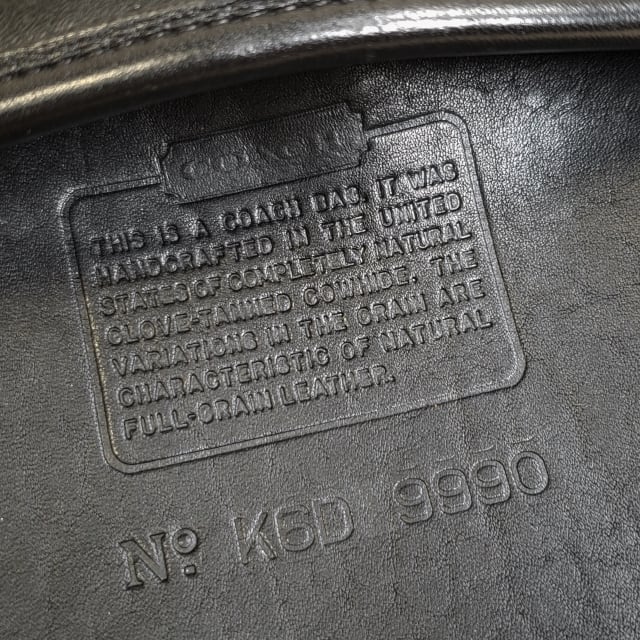 COACH
THIS IS A COACH BAG. IT WAS
HANDCRAFTED IN THE UNITED
STATES OF COMPLETELY NATURAL
GLOVE-TANNED COWHIDE. THE
VARIATIONS IN THE GRAIN ARE
CHARACTERISTIC OF NATURAL
FULL-GRAIN LEATHER.
No: K6D 9990